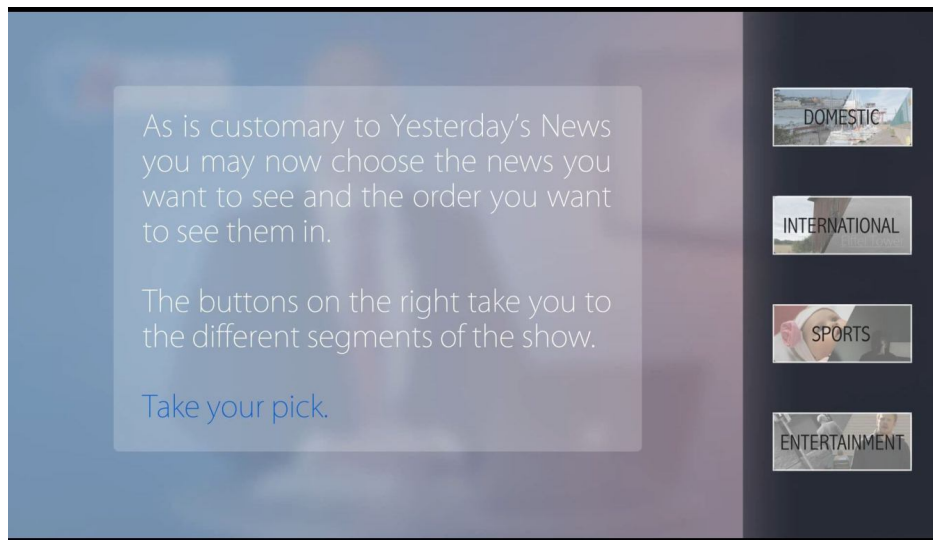 As is customary to Yesterday's News
you may now choose the news you
want to see and the order you want
to see them in.
The buttons on the right take you to
the different segments of the show.
Take your pick.
DOMESTIC
INTERNATIONAL
SPORTS
ENTERTAINMENT